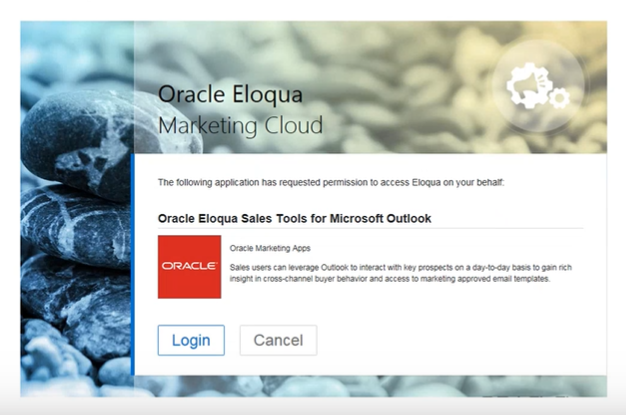 Oracle Eloqua
Marketing Cloud
The following application has requested permission to access Eloqua on your behalf:
Oracle Eloqua Sales Tools for Microsoft Outlook
ORACLE
Oracle Marketing Apps
Sales users can leverage Outlook to interact with key prospects on a day-to-day basis to gain rich
insight in cross-channel buyer behavior and access to marketing approved email templates.
Login
Cancel